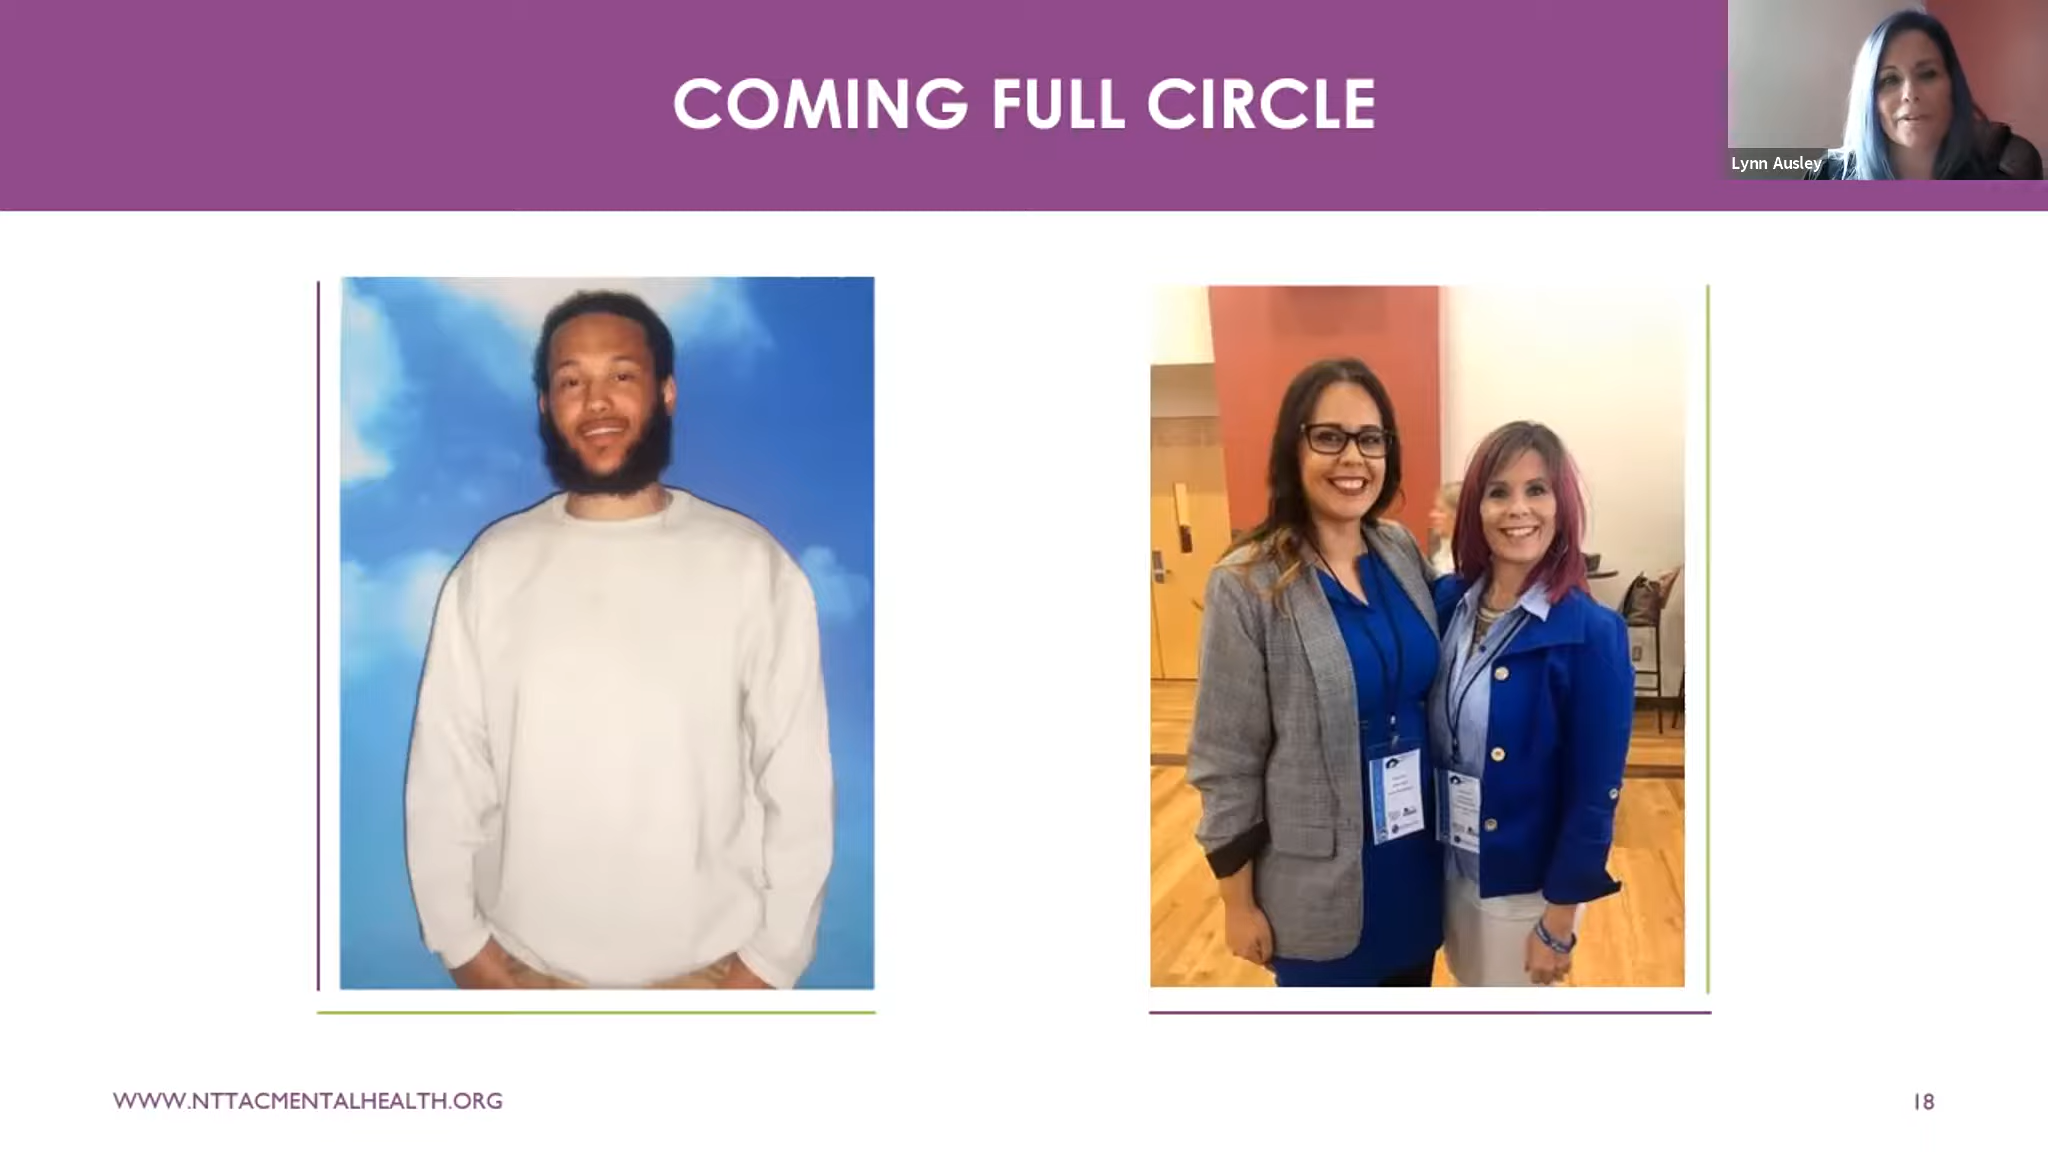 COMING FULL CIRCLE
Lynn Ausley
WWW.NTTACMENTALHEALTH.ORG
18